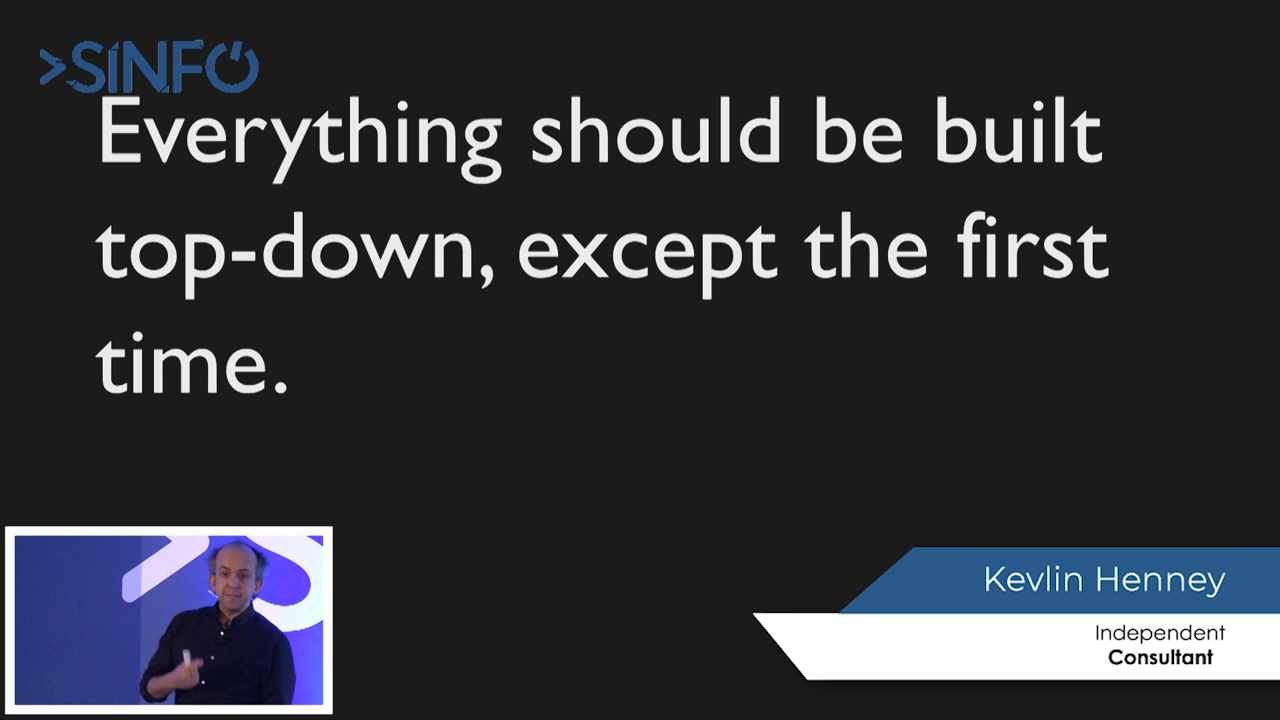 >SINFO
Everything should be built
top-down, except the first
time.
Kevlin Henney
Independent
Consultant